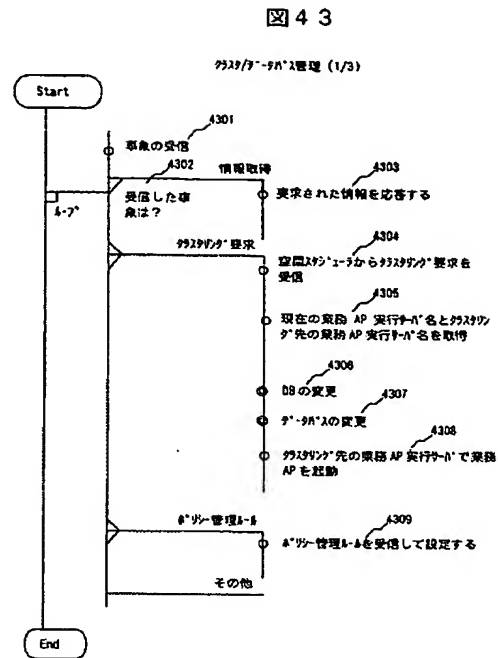 図４３
ｸﾗｽﾀ/ﾃﾞｰﾀﾊﾟｽ管理 (1/3)
Start
4301
事象の受信
4302
情報取得
4303
受信した事
象は？
要求された情報を応答する
ﾙｰﾌﾟ
4304
ｸﾗｽﾀﾘﾝｸﾞ要求
空間ｽｹｼﾞｭｰﾗからｸﾗｽﾀﾘﾝｸﾞ要求を
受信
4305
現在の業務 AP 実行ｻｰﾊﾞ名とｸﾗｽﾀﾘﾝ
ｸﾞ先の業務 AP 実行ｻｰﾊﾞ名を取得
4306
DB の変更
4307
ﾃﾞｰﾀﾊﾟｽの変更
4308
ｸﾗｽﾀﾘﾝｸﾞ先の業務 AP 実行ｻｰﾊﾞで業務
AP を起動
ﾎﾟﾘｼｰ管理ﾙｰﾙ
4309
ﾎﾟﾘｼｰ管理ﾙｰﾙを受信して設定する
その他
End